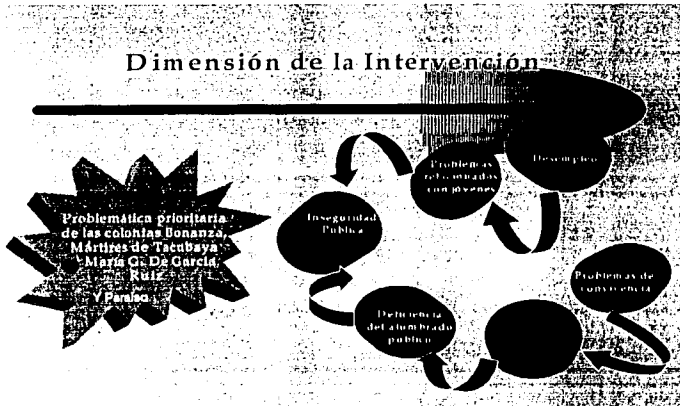 Dimensión de la Intervención
Problemática prioritaria
de las colonias Bonanza,
Mártires de Tacubaya
María G. De García
Ruiz
Y Paraíso
Inseguridad
Pública
Problemas
con jóvenes
Desempleo
Deficiencia
del alumbrado
público
Problemas de
convivencia